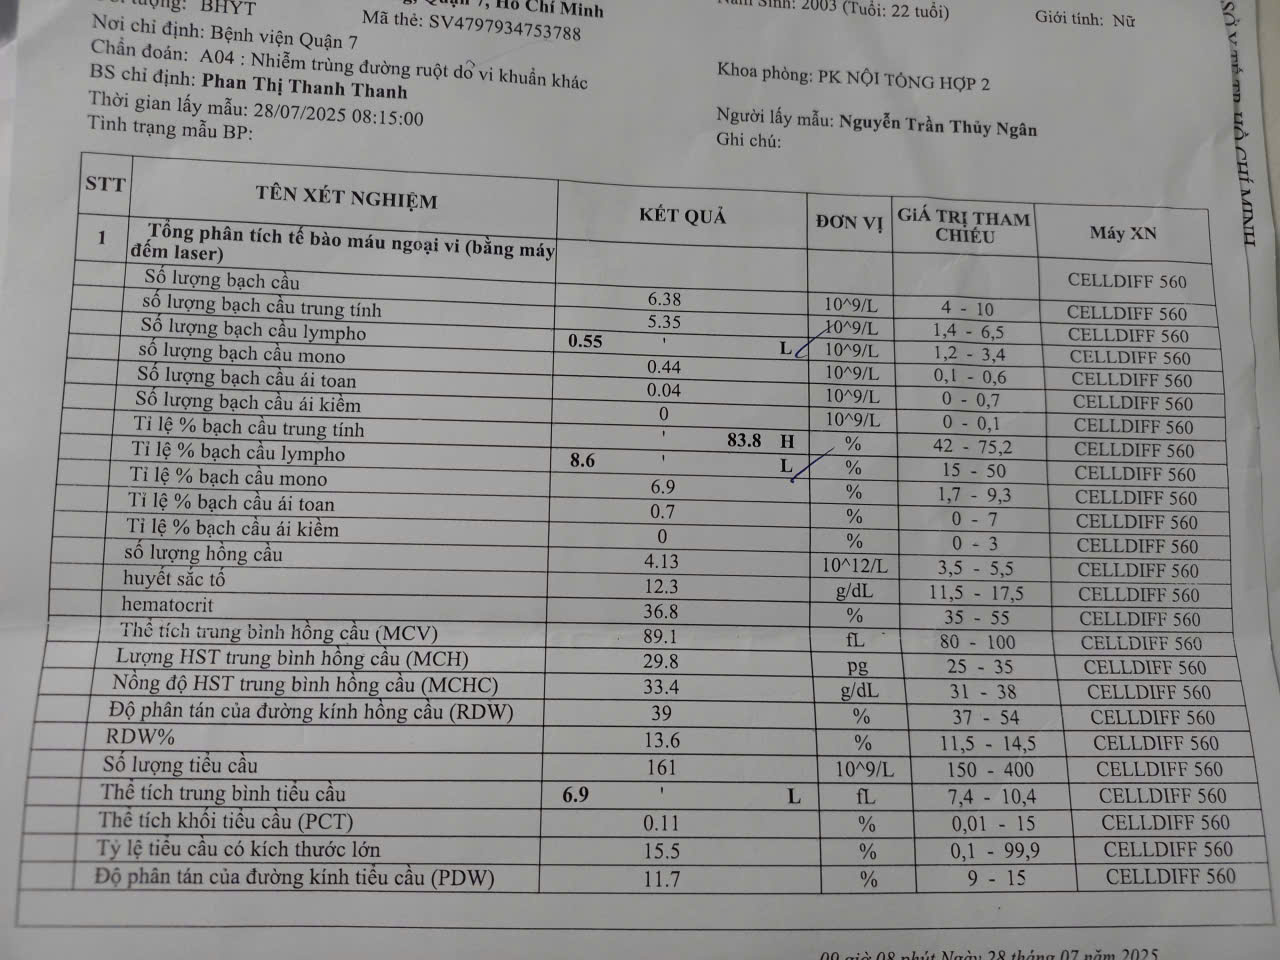 BHYT
Quận 7, Hồ Chí Minh
Mã thẻ: SV4797934753788
Năm Sinh: 2003 (Tuổi: 22 tuổi)
Giới tính: Nữ
Nơi chỉ định: Bệnh viện Quận 7
Chẩn đoán: A04 : Nhiễm trùng đường ruột do vi khuẩn khác
BS chỉ định: Phan Thị Thanh Thanh
Khoa phòng: PK NỘI TỔNG HỢP 2
Thời gian lấy mẫu: 28/07/2025 08:15:00
Người lấy mẫu: Nguyễn Trần Thủy Ngân
Tình trạng mẫu BP:
Ghi chú:
SỞ Y TẾ TP. HỒ CHÍ MINH
STT TÊN XÉT NGHIỆM KẾT QUẢ ĐƠN VỊ GIÁ TRỊ THAM CHIẾU Máy XN
1 Tổng phân tích tế bào máu ngoại vi (bằng máy đếm laser) CELLDIFF 560
Số lượng bạch cầu 6.38 10^9/L 4 - 10 CELLDIFF 560
số lượng bạch cầu trung tính 5.35 10^9/L 1,4 - 6,5 CELLDIFF 560
Số lượng bạch cầu lympho 0.55 ' L 10^9/L 1,2 - 3,4 CELLDIFF 560
số lượng bạch cầu mono 0.44 10^9/L 0,1 - 0,6 CELLDIFF 560
Số lượng bạch cầu ái toan 0.04 10^9/L 0 - 0,7 CELLDIFF 560
Số lượng bạch cầu ái kiềm 0 10^9/L 0 - 0,1 CELLDIFF 560
Tỉ lệ % bạch cầu trung tính ' 83.8 H % 42 - 75,2 CELLDIFF 560
Tỉ lệ % bạch cầu lympho 8.6 ' L % 15 - 50 CELLDIFF 560
Tỉ lệ % bạch cầu mono 6.9 % 1,7 - 9,3 CELLDIFF 560
Tỉ lệ % bạch cầu ái toan 0.7 % 0 - 7 CELLDIFF 560
Tỉ lệ % bạch cầu ái kiềm 0 % 0 - 3 CELLDIFF 560
số lượng hồng cầu 4.13 10^12/L 3,5 - 5,5 CELLDIFF 560
huyết sắc tố 12.3 g/dL 11,5 - 17,5 CELLDIFF 560
hematocrit 36.8 % 35 - 55 CELLDIFF 560
Thể tích trung bình hồng cầu (MCV) 89.1 fL 80 - 100 CELLDIFF 560
Lượng HST trung bình hồng cầu (MCH) 29.8 pg 25 - 35 CELLDIFF 560
Nồng độ HST trung bình hồng cầu (MCHC) 33.4 g/dL 31 - 38 CELLDIFF 560
Độ phân tán của đường kính hồng cầu (RDW) 39 % 37 - 54 CELLDIFF 560
RDW% 13.6 % 11,5 - 14,5 CELLDIFF 560
Số lượng tiểu cầu 161 10^9/L 150 - 400 CELLDIFF 560
Thể tích trung bình tiểu cầu 6.9 ' L fL 7,4 - 10,4 CELLDIFF 560
Thể tích khối tiểu cầu (PCT) 0.11 % 0,01 - 15 CELLDIFF 560
Tỷ lệ tiểu cầu có kích thước lớn 15.5 % 0,1 - 99,9 CELLDIFF 560
Độ phân tán của đường kính tiểu cầu (PDW) 11.7 % 9 - 15 CELLDIFF 560
09 giờ 08 phút Ngày 28 tháng 07 năm 2025